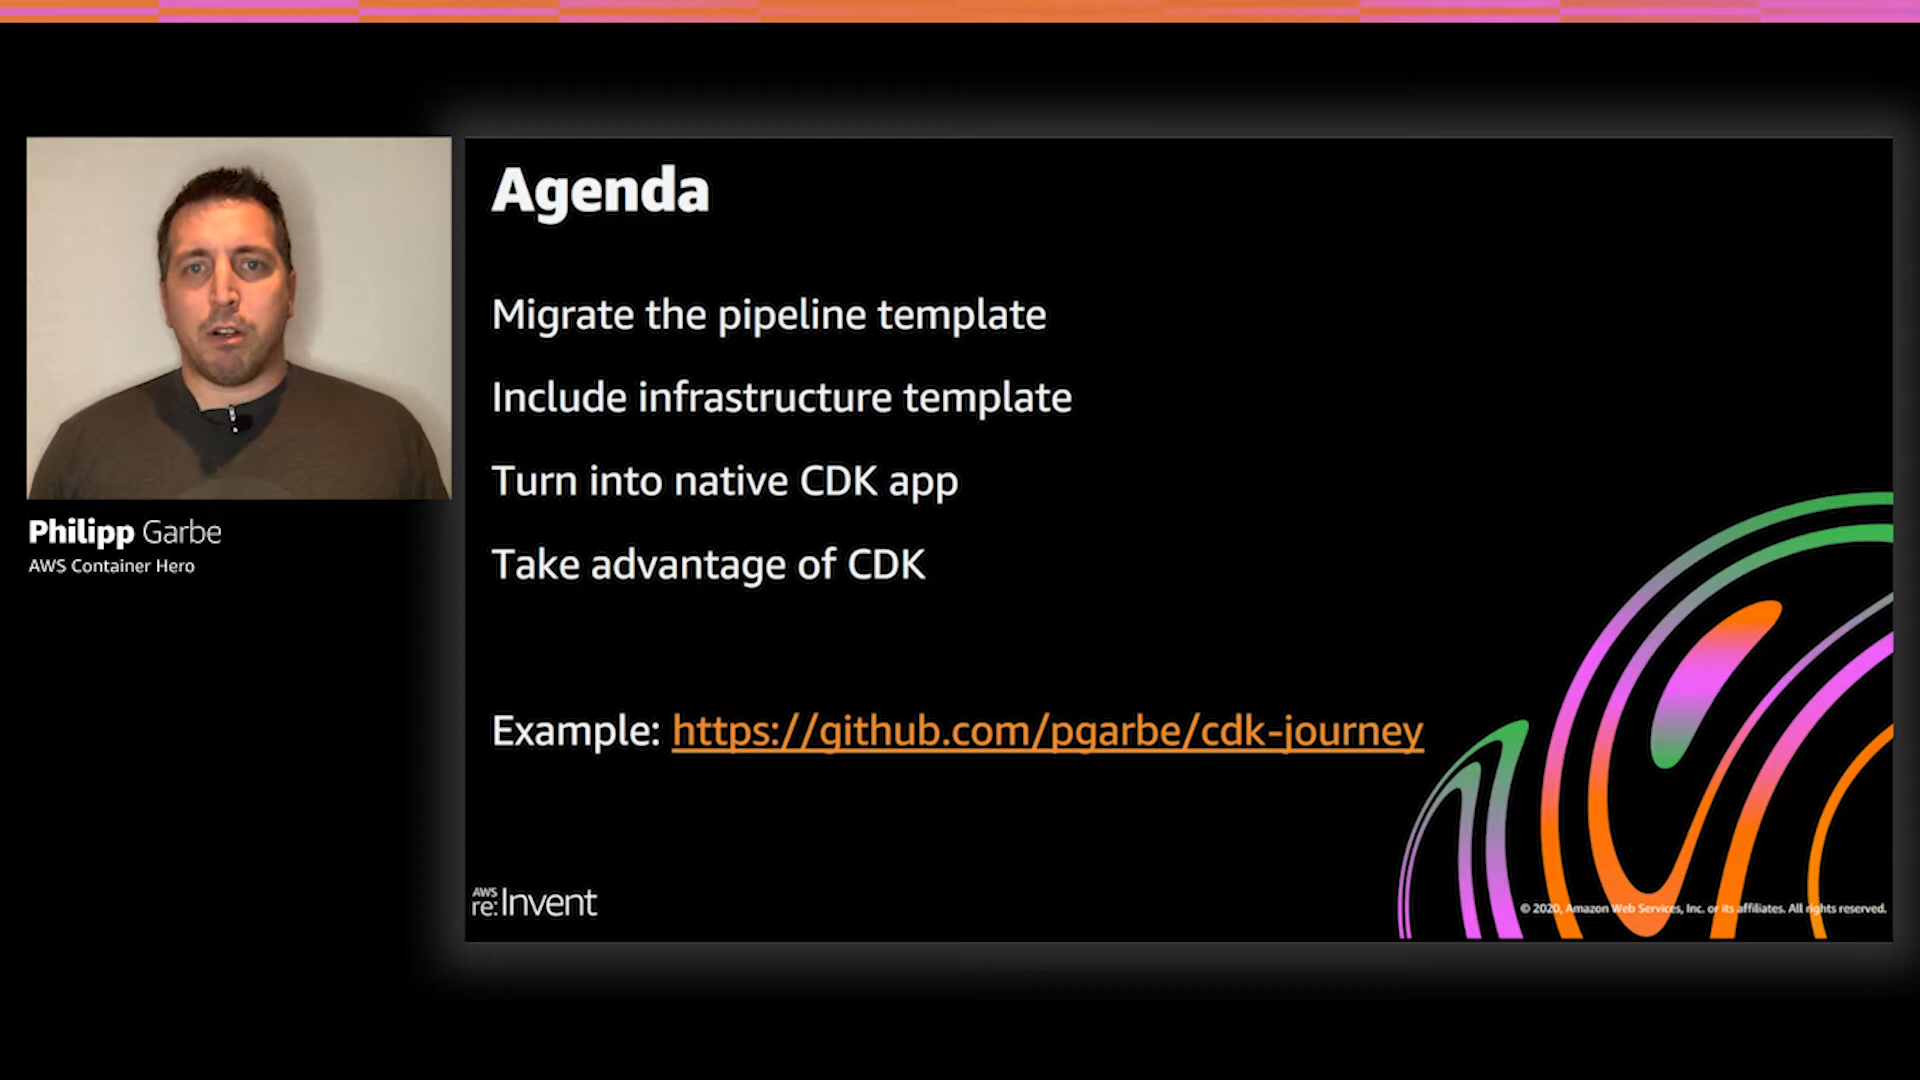 Agenda
Migrate the pipeline template
Include infrastructure template
Turn into native CDK app
Take advantage of CDK
Example: https://github.com/pgarbe/cdk-journey
Philipp Garbe
AWS Container Hero
AWS
re:Invent
© 2020, Amazon Web Services, Inc. or its affiliates. All rights reserved.